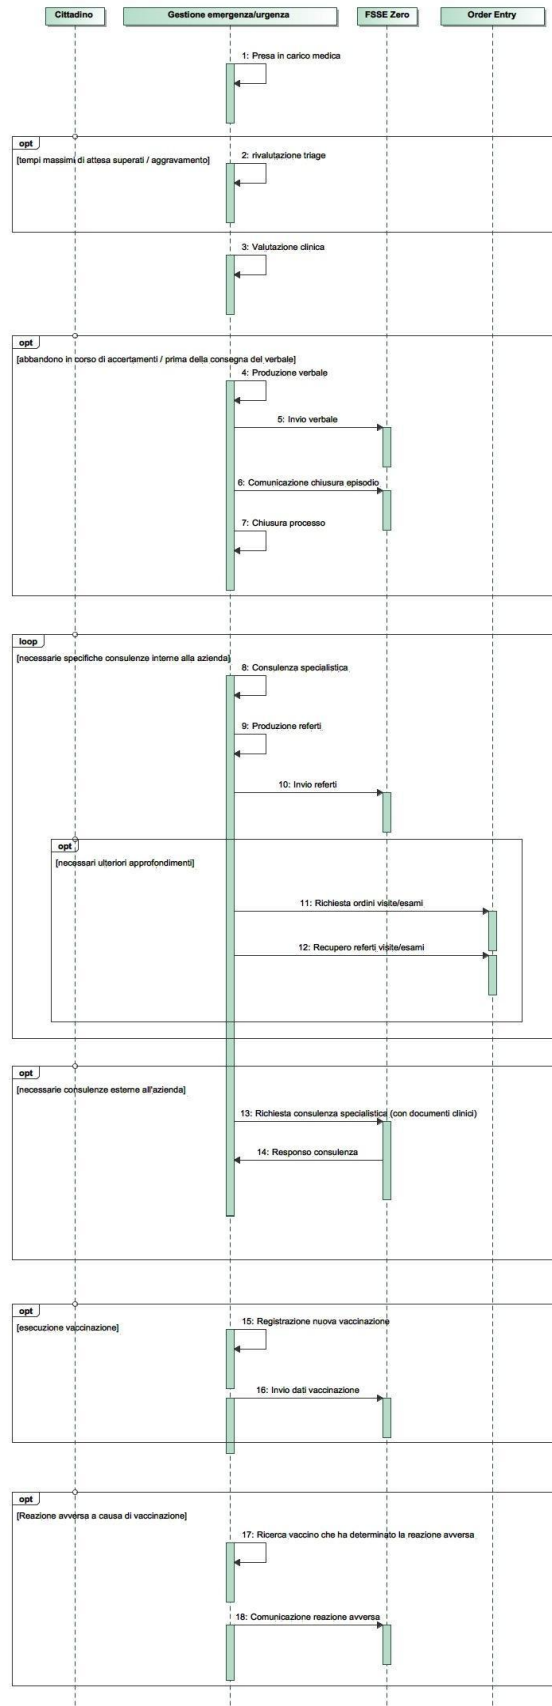 Cittadino
Gestione emergenza/urgenza
FSSE Zero
Order Entry
1: Presa in carico medica
opt
[tempi massimi di attesa superati / aggravamento]
2: rivalutazione triage
3: Valutazione clinica
opt
[abbandono in corso di accertamenti / prima della consegna del verbale]
4: Produzione verbale
5: Invio verbale
6: Comunicazione chiusura episodio
7: Chiusura processo
loop
[necessarie specifiche consulenze interne alla azienda]
8: Consulenza specialistica
9: Produzione referti
10: Invio referti
opt
[necessari ulteriori approfondimenti]
11: Richiesta ordini visite/esami
12: Recupero referti visite/esami
opt
[necessarie consulenze esterne all'azienda]
13: Richiesta consulenza specialistica (con documenti clinici)
14: Responso consulenza
opt
[esecuzione vaccinazione]
15: Registrazione nuova vaccinazione
16: Invio dati vaccinazione
opt
[Reazione avversa a causa di vaccinazione]
17: Ricerca vaccino che ha determinato la reazione avversa
18: Comunicazione reazione avversa